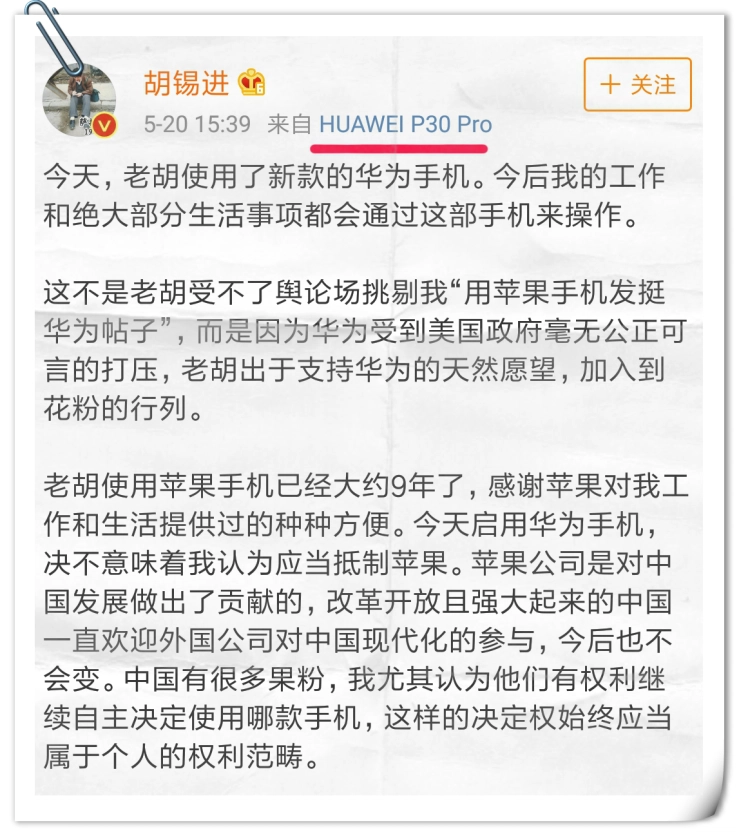 胡锡进
+ 关注
5-20 15:39 来自 HUAWEI P30 Pro
今天，老胡使用了新款的华为手机。今后我的工作
和绝大部分生活事项都会通过这部手机来操作。
这不是老胡受不了舆论场挑剔我“用苹果手机发挺
华为帖子”，而是因为华为受到美国政府毫无公正可
言的打压，老胡出于支持华为的天然愿望，加入到
花粉的行列。
老胡使用苹果手机已经大约9年了，感谢苹果对我工
作和生活提供过的种种方便。今天启用华为手机，
决不意味着我认为应当抵制苹果。苹果公司是对中
国发展做出了贡献的，改革开放且强大起来的中国
一直欢迎外国公司对中国现代化的参与，今后也不
会变。中国有很多果粉，我尤其认为他们有权利继
续自主决定使用哪款手机，这样的决定权始终应当
属于个人的权利范畴。